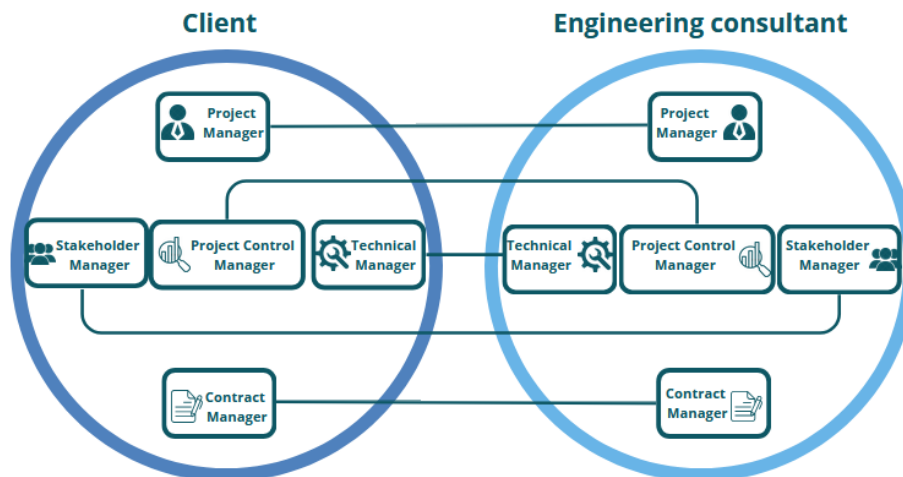 Client
Engineering consultant
Project
Manager
Project
Manager
Stakeholder
Manager
Project Control
Manager
Technical
Manager
Technical
Manager
Project Control
Manager
Stakeholder
Manager
Contract
Manager
Contract
Manager